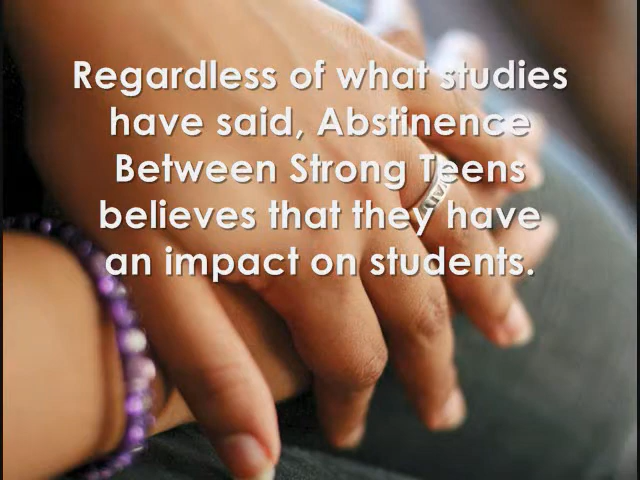 Regardless of what studies
have said, Abstinence
Between Strong Teens
believes that they have
an impact on students.